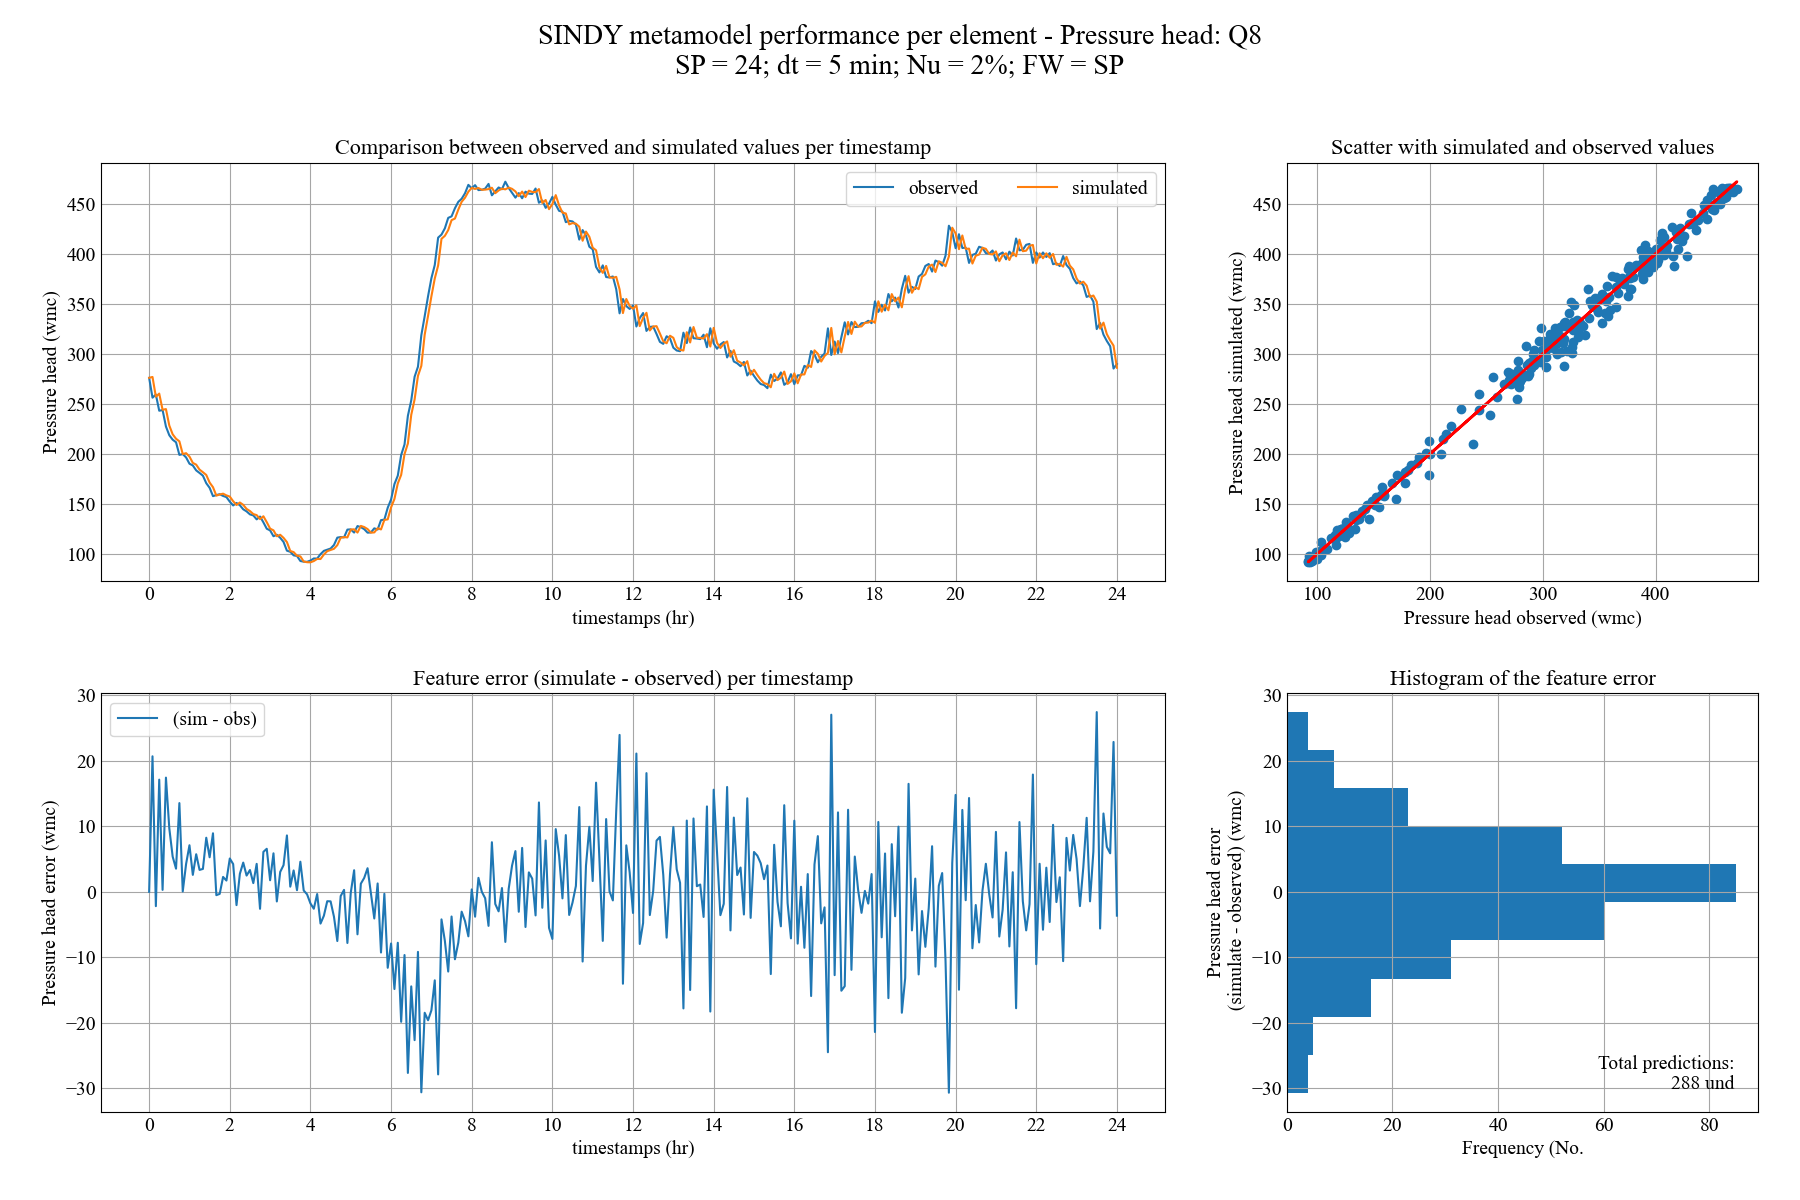 SINDY metamodel performance per element - Pressure head: Q8
SP = 24; dt = 5 min; Nu = 2%; FW = SP
Comparison between observed and simulated values per timestamp
observed
simulated
Pressure head (wmc)
450
400
350
300
250
200
150
100
0 2 4 6 8 10 12 14 16 18 20 22 24
timestamps (hr)
Scatter with simulated and observed values
Pressure head simulated (wmc)
450
400
350
300
250
200
150
100
100 200 300 400
Pressure head observed (wmc)
Feature error (simulate - observed) per timestamp
(sim - obs)
Pressure head error (wmc)
30
20
10
0
−10
−20
−30
0 2 4 6 8 10 12 14 16 18 20 22 24
timestamps (hr)
Histogram of the feature error
Pressure head error
(simulate - observed) (wmc)
30
20
10
0
−10
−20
−30
Total predictions:
288 und
0 20 40 60 80
Frequency (No.